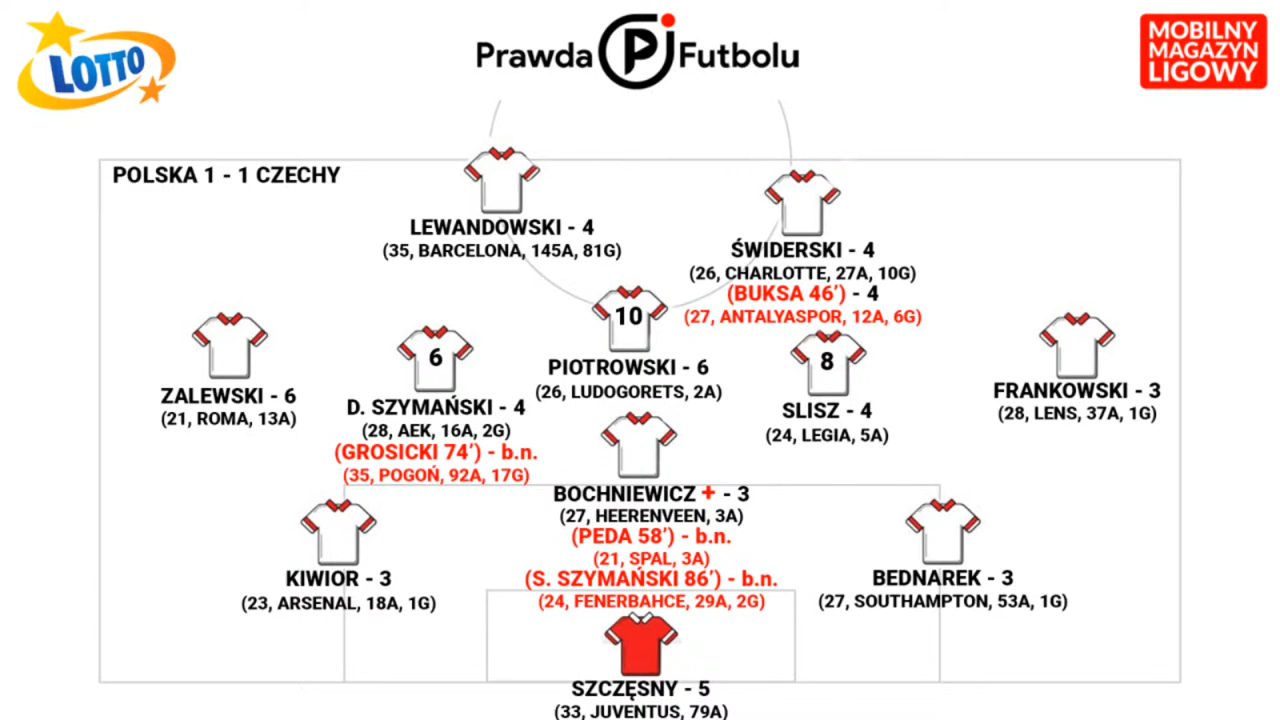 LOTTO
Prawda Pi Futbolu
MOBILNY
MAGAZYN
LIGOWY
POLSKA 1 - 1 CZECHY
LEWANDOWSKI - 4
(35, BARCELONA, 145A, 81G)
ŚWIDERSKI - 4
(26, CHARLOTTE, 27A, 10G)
(BUKSA 46’) - 4
(27, ANTALYASPOR, 12A, 6G)
10
PIOTROWSKI - 6
(26, LUDOGORETS, 2A)
ZALEWSKI - 6
(21, ROMA, 13A)
6
D. SZYMAŃSKI - 4
(28, AEK, 16A, 2G)
(GROSICKI 74’) - b.n.
(35, POGOŃ, 92A, 17G)
8
SLISZ - 4
(24, LEGIA, 5A)
FRANKOWSKI - 3
(28, LENS, 37A, 1G)
BOCHNIEWICZ + - 3
(27, HEERENVEEN, 3A)
(PEDA 58’) - b.n.
(21, SPAL, 3A)
(S. SZYMAŃSKI 86’) - b.n.
(24, FENERBAHCE, 29A, 2G)
KIWIOR - 3
(23, ARSENAL, 18A, 1G)
BEDNAREK - 3
(27, SOUTHAMPTON, 53A, 1G)
SZCZĘSNY - 5
(33, JUVENTUS, 79A)